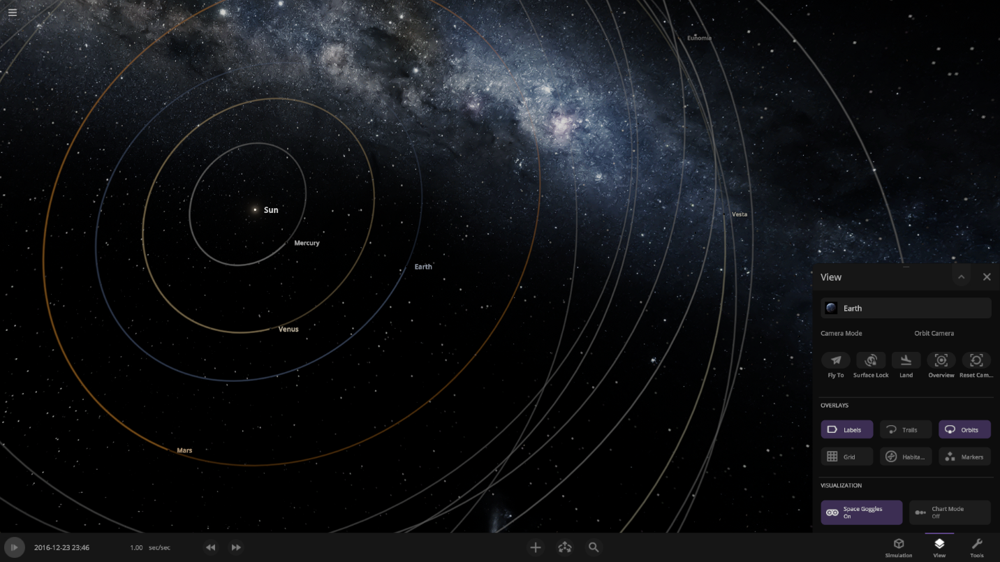 Eunomia
Sun
Vesta
Mercury
Earth
Venus
Mars
View
Earth
Camera Mode
Orbit Camera
Fly To
Surface Lock
Land
Overview
Reset Cam...
OVERLAYS
Labels
Trails
Orbits
Grid
Habita...
Markers
VISUALIZATION
Space Goggles
On
Chart Mode
Off
2016-12-23 23:46
1.00 sec/sec
Simulation
View
Tools